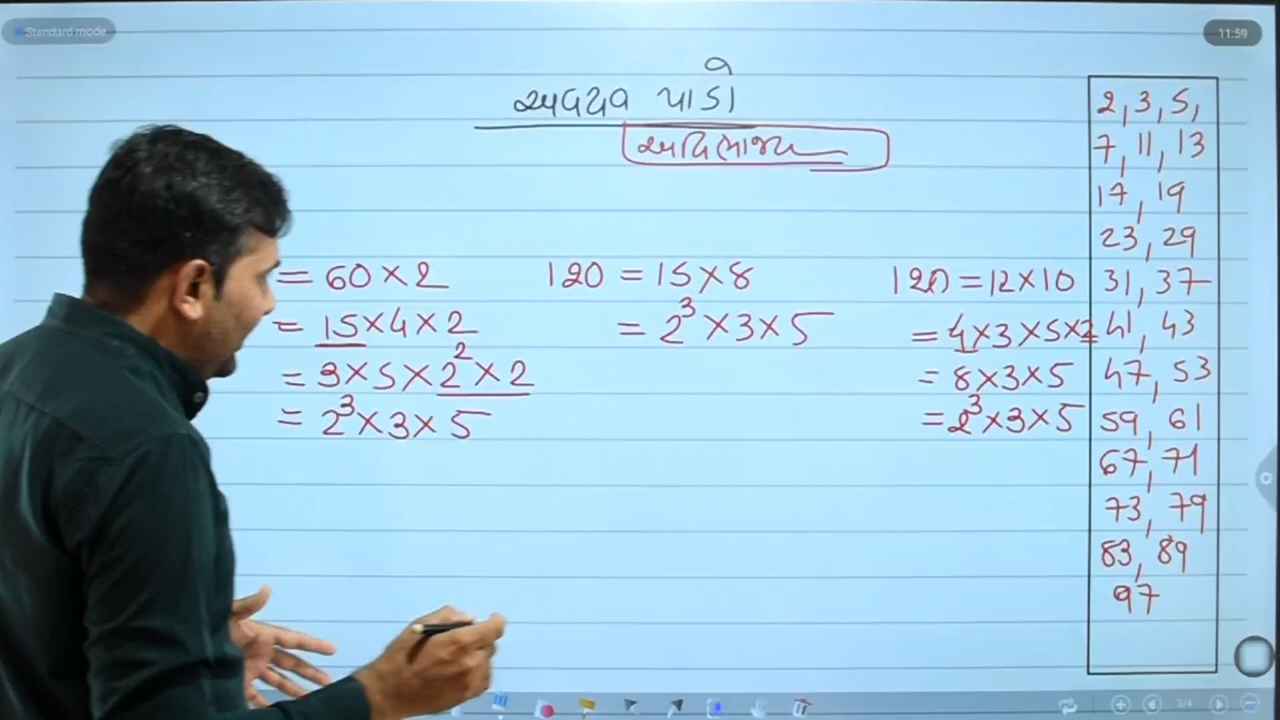 Standard mode
11:59
અવયવ પાડો
અવિભાજ્ય
= 60 × 2
= 15 × 4 × 2
= 3 × 5 × 2² × 2
= 2³ × 3 × 5
120 = 15 × 8
= 2³ × 3 × 5
120 = 12 × 10
= 4 × 3 × 5 × 2
= 8 × 3 × 5
= 2³ × 3 × 5
2, 3, 5,
7, 11, 13
17, 19
23, 29
31, 37
41, 43
47, 53
59, 61
67, 71
73, 79
83, 89
97